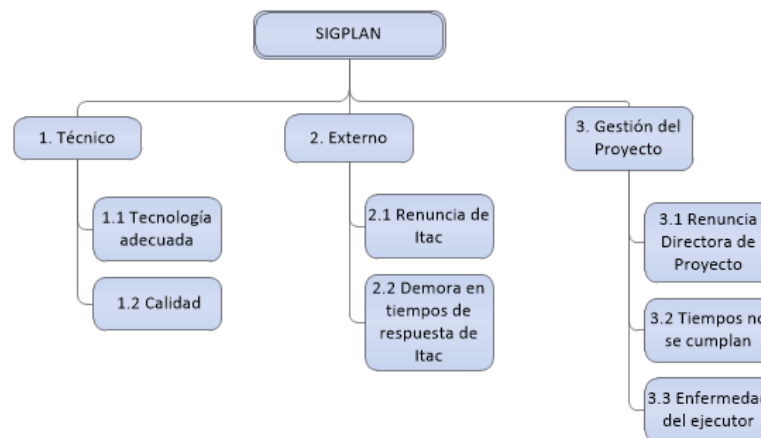 SIGPLAN
1. Técnico
2. Externo
3. Gestión del
Proyecto
1.1 Tecnología
adecuada
1.2 Calidad
2.1 Renuncia de
Itac
2.2 Demora en
tiempos de
respuesta de
Itac
3.1 Renuncia
Directora de
Proyecto
3.2 Tiempos no
se cumplan
3.3 Enfermedad
del ejecutor